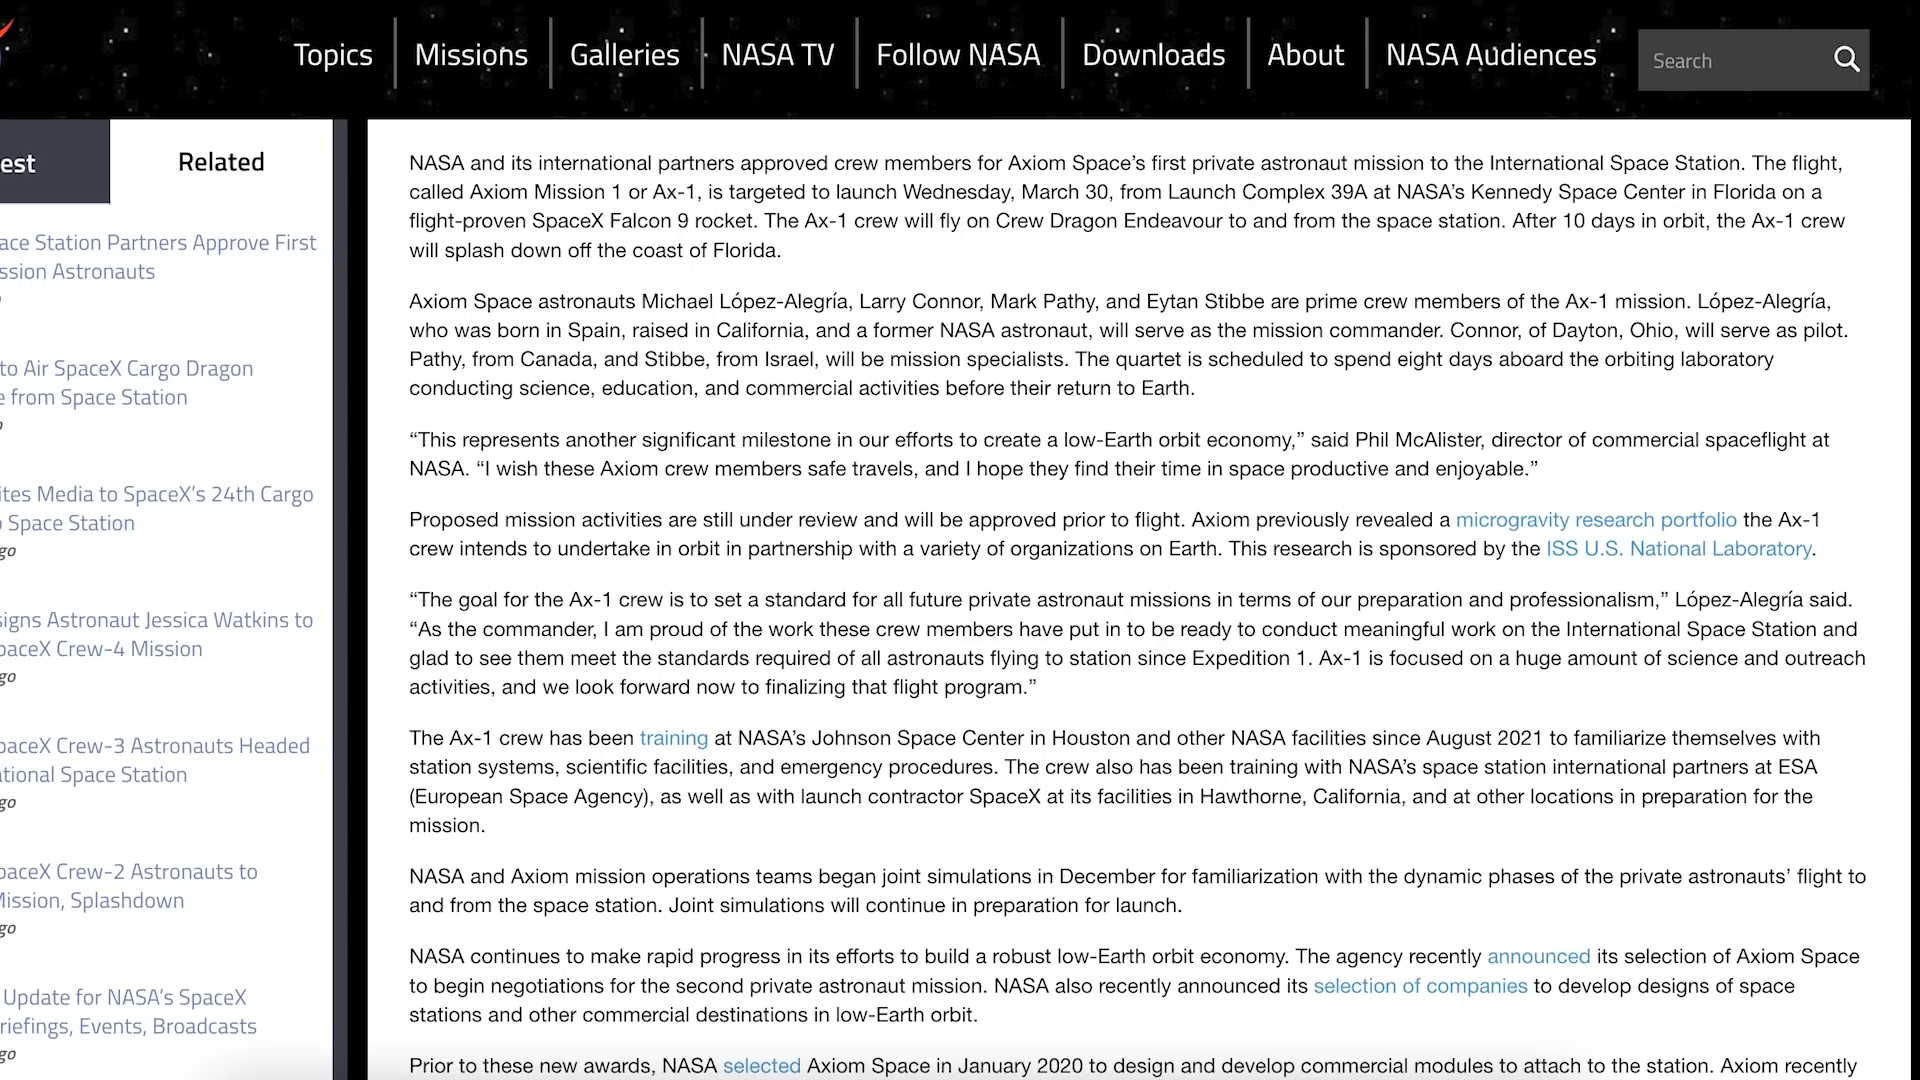 Topics
Missions
Galleries
NASA TV
Follow NASA
Downloads
About
NASA Audiences
Search
est
Related
ace Station Partners Approve First
ssion Astronauts
to Air SpaceX Cargo Dragon
e from Space Station
ites Media to SpaceX's 24th Cargo
o Space Station
go
signs Astronaut Jessica Watkins to
paceX Crew-4 Mission
go
paceX Crew-3 Astronauts Headed
ational Space Station
go
paceX Crew-2 Astronauts to
Mission, Splashdown
go
Update for NASA's SpaceX
riefings, Events, Broadcasts
go
NASA and its international partners approved crew members for Axiom Space's first private astronaut mission to the International Space Station. The flight,
called Axiom Mission 1 or Ax-1, is targeted to launch Wednesday, March 30, from Launch Complex 39A at NASA's Kennedy Space Center in Florida on a
flight-proven SpaceX Falcon 9 rocket. The Ax-1 crew will fly on Crew Dragon Endeavour to and from the space station. After 10 days in orbit, the Ax-1 crew
will splash down off the coast of Florida.
Axiom Space astronauts Michael López-Alegría, Larry Connor, Mark Pathy, and Eytan Stibbe are prime crew members of the Ax-1 mission. López-Alegría,
who was born in Spain, raised in California, and a former NASA astronaut, will serve as the mission commander. Connor, of Dayton, Ohio, will serve as pilot.
Pathy, from Canada, and Stibbe, from Israel, will be mission specialists. The quartet is scheduled to spend eight days aboard the orbiting laboratory
conducting science, education, and commercial activities before their return to Earth.
“This represents another significant milestone in our efforts to create a low-Earth orbit economy,” said Phil McAlister, director of commercial spaceflight at
NASA. “I wish these Axiom crew members safe travels, and I hope they find their time in space productive and enjoyable.”
Proposed mission activities are still under review and will be approved prior to flight. Axiom previously revealed a microgravity research portfolio the Ax-1
crew intends to undertake in orbit in partnership with a variety of organizations on Earth. This research is sponsored by the ISS U.S. National Laboratory.
“The goal for the Ax-1 crew is to set a standard for all future private astronaut missions in terms of our preparation and professionalism,” López-Alegría said.
“As the commander, I am proud of the work these crew members have put in to be ready to conduct meaningful work on the International Space Station and
glad to see them meet the standards required of all astronauts flying to station since Expedition 1. Ax-1 is focused on a huge amount of science and outreach
activities, and we look forward now to finalizing that flight program.”
The Ax-1 crew has been training at NASA's Johnson Space Center in Houston and other NASA facilities since August 2021 to familiarize themselves with
station systems, scientific facilities, and emergency procedures. The crew also has been training with NASA's space station international partners at ESA
(European Space Agency), as well as with launch contractor SpaceX at its facilities in Hawthorne, California, and at other locations in preparation for the
mission.
NASA and Axiom mission operations teams began joint simulations in December for familiarization with the dynamic phases of the private astronauts' flight to
and from the space station. Joint simulations will continue in preparation for launch.
NASA continues to make rapid progress in its efforts to build a robust low-Earth orbit economy. The agency recently announced its selection of Axiom Space
to begin negotiations for the second private astronaut mission. NASA also recently announced its selection of companies to develop designs of space
stations and other commercial destinations in low-Earth orbit.
Prior to these new awards, NASA selected Axiom Space in January 2020 to design and develop commercial modules to attach to the station. Axiom recently